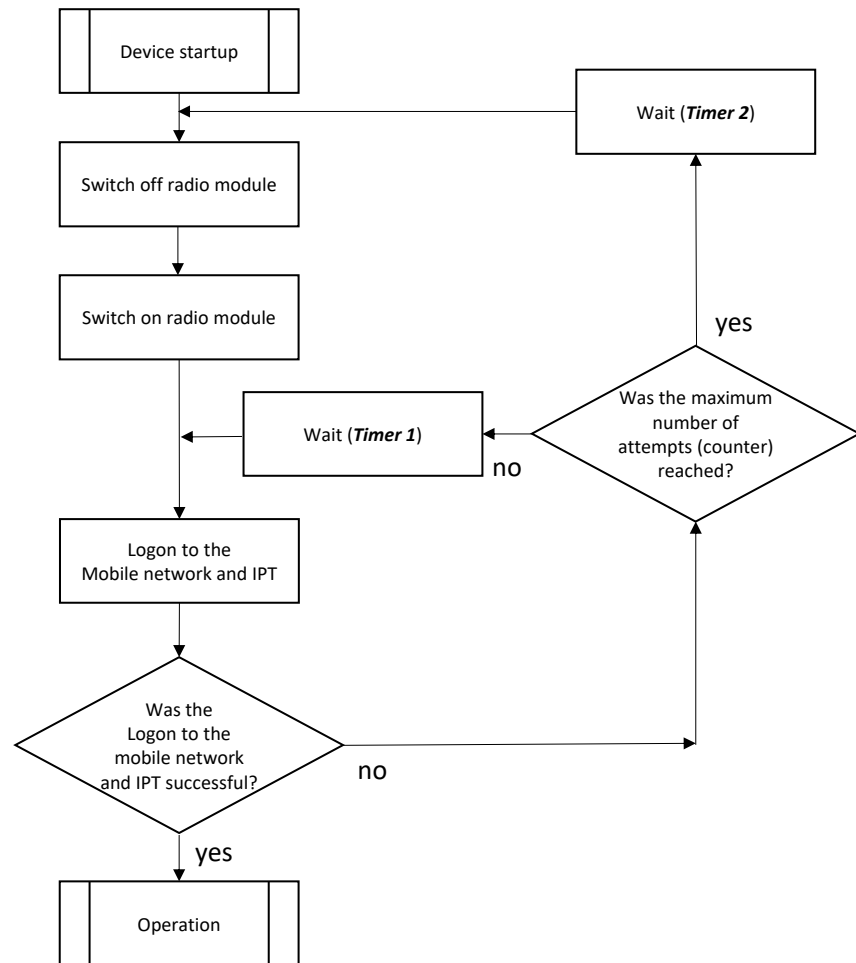 Device startup
Wait (Timer 2)
Switch off radio module
Switch on radio module
yes
Was the maximum
number of
attempts (counter)
reached?
Wait (Timer 1)
no
Logon to the
Mobile network and IPT
Was the
Logon to the
mobile network
and IPT successful?
no
yes
Operation